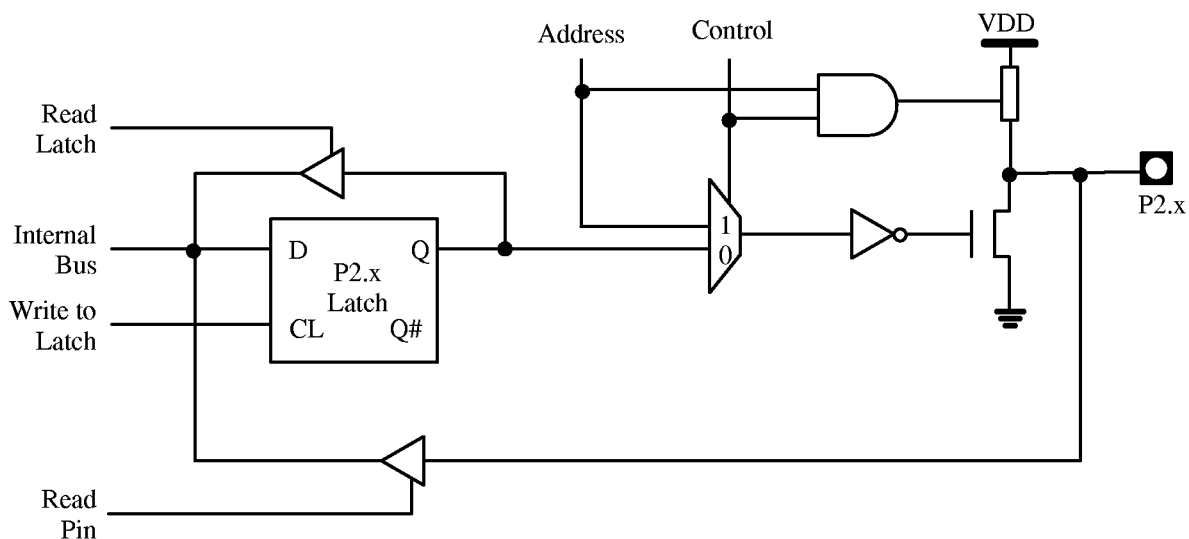 VDD
Address
Control
Read
Latch
Internal
Bus
D
Q
P2.x
Latch
1
0
P2.x
Write to
Latch
CL
Q#
Read
Pin